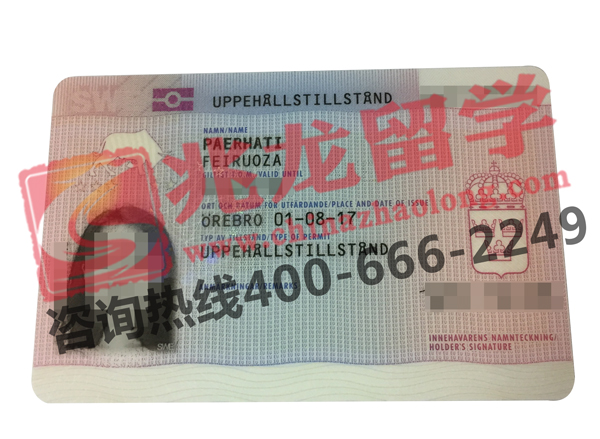 SW
UPPEHÅLLSTILLSTÅND
NAMN/NAME
PAERHATI
FEIRUOZA
GILTIGT T.O.M./VALID UNTIL
ORT OCH DATUM FÖR UTFÄRDANDE/PLACE AND DATE OF ISSUE
ÖREBRO 01-08-17
TYP AV TILLSTÅND/TYPE OF PERMIT
UPPEHÅLLSTILLSTÅND
ANMÄRKNINGAR/REMARKS
SWE
INNEHAVARENS NAMNTECKNING/
HOLDER'S SIGNATURE
兆龙留学
www.chinazhaolong.com
咨询热线400-666-2249